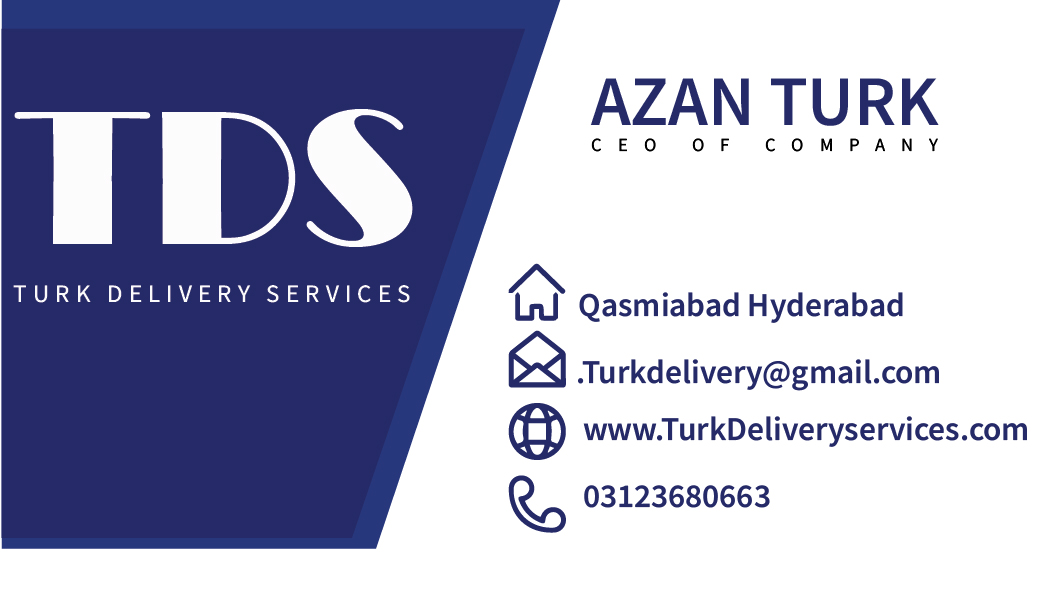 TDS
TURK DELIVERY SERVICES
AZAN TURK
CEO OF COMPANY
Qasmiabad Hyderabad
.Turkdelivery@gmail.com
www.TurkDeliveryservices.com
03123680663